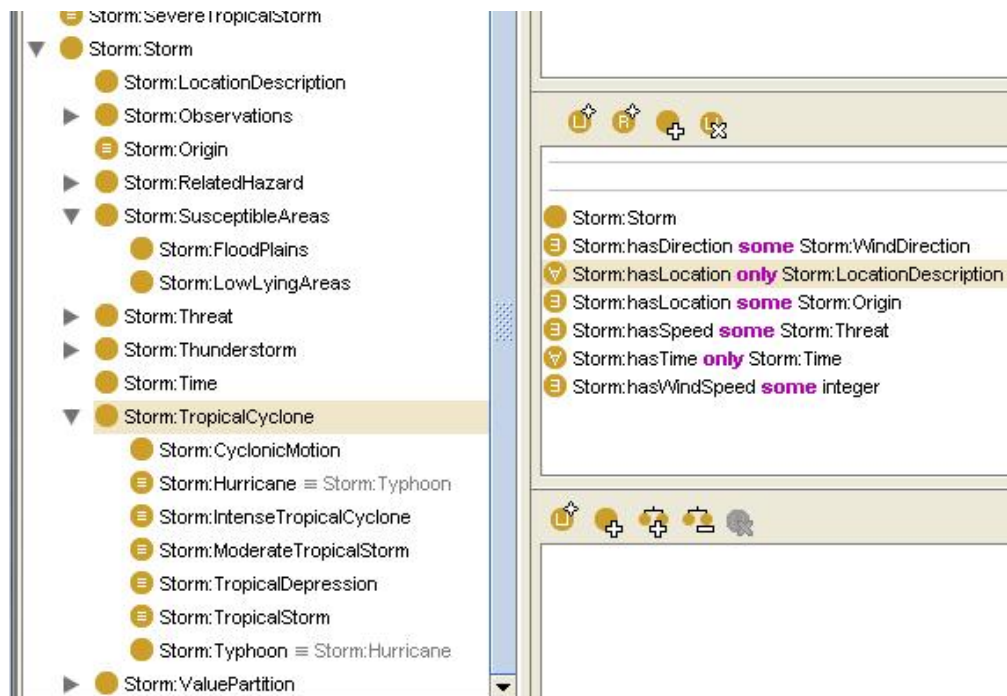 Storm:SevereTropicalStorm
Storm:Storm
Storm:LocationDescription
Storm:Observations
Storm:Origin
Storm:RelatedHazard
Storm:SusceptibleAreas
Storm:FloodPlains
Storm:LowLyingAreas
Storm:Threat
Storm:Thunderstorm
Storm:Time
Storm:TropicalCyclone
Storm:CyclonicMotion
Storm:Hurricane ≡ Storm:Typhoon
Storm:IntenseTropicalCyclone
Storm:ModerateTropicalStorm
Storm:TropicalDepression
Storm:TropicalStorm
Storm:Typhoon ≡ Storm:Hurricane
Storm:ValuePartition
Storm:Storm
Storm:hasDirection some Storm:WindDirection
Storm:hasLocation only Storm:LocationDescription
Storm:hasLocation some Storm:Origin
Storm:hasSpeed some Storm:Threat
Storm:hasTime only Storm:Time
Storm:hasWindSpeed some integer